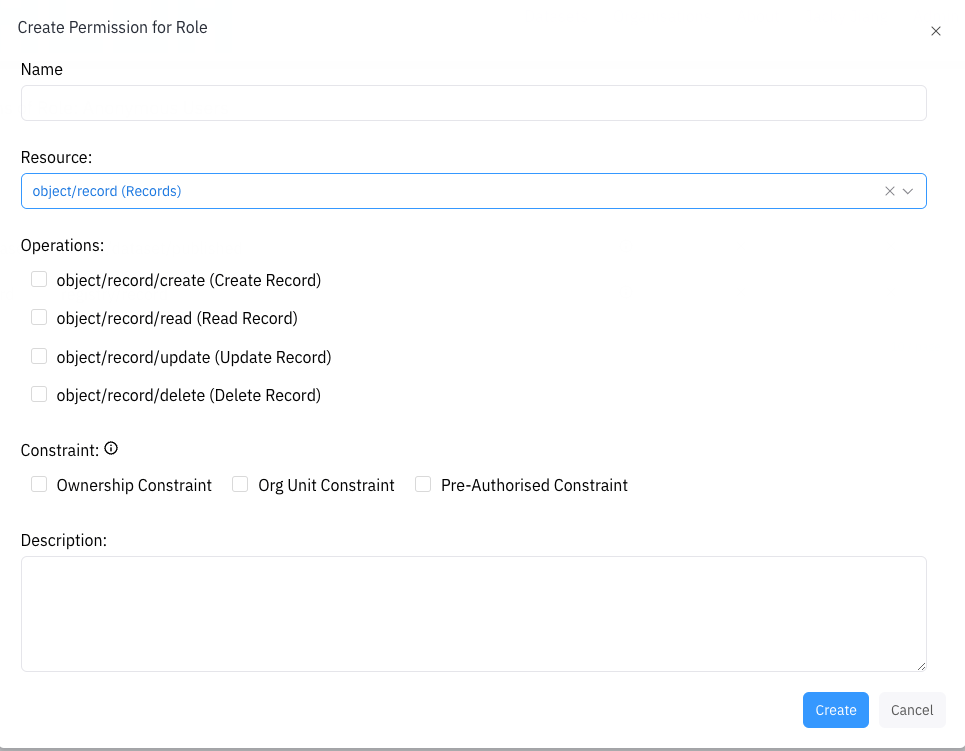 Create Permission for Role
Name
Resource:
object/record (Records)
Operations:
object/record/create (Create Record)
object/record/read (Read Record)
object/record/update (Update Record)
object/record/delete (Delete Record)
Constraint:
Ownership Constraint Org Unit Constraint Pre-Authorised Constraint
Description:
Create Cancel